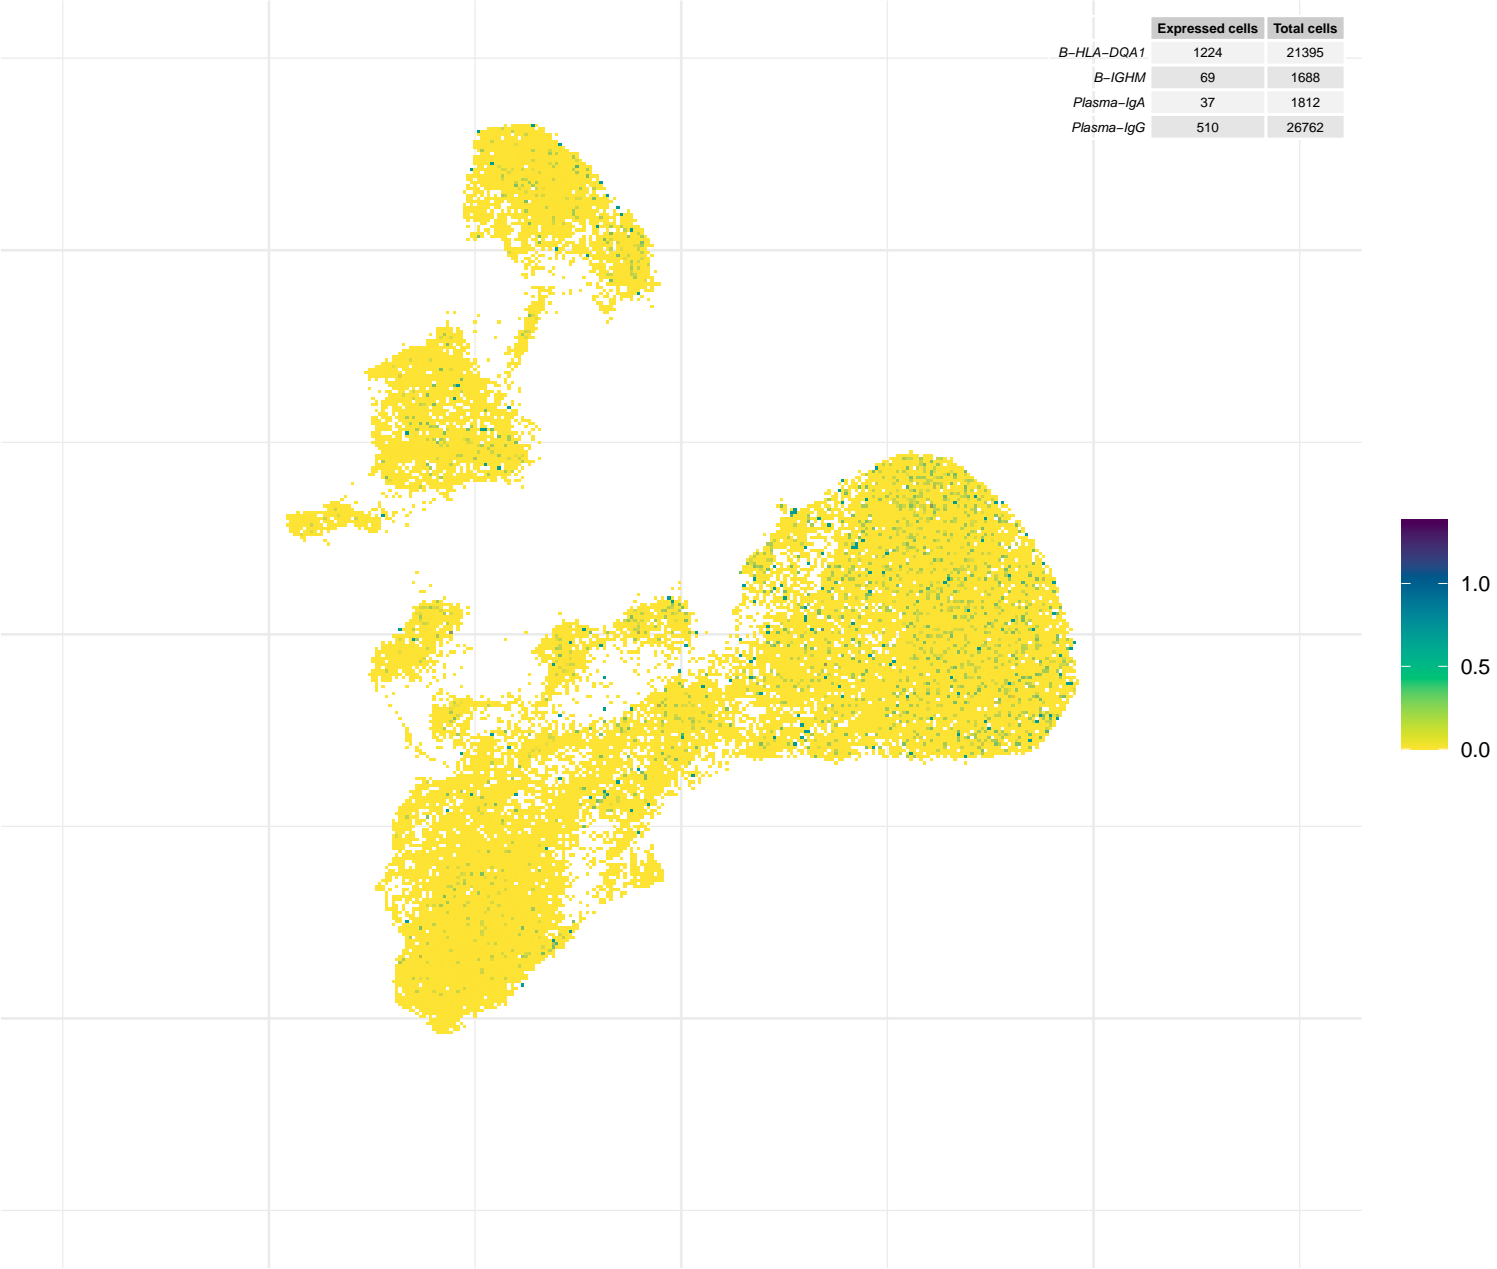 Expressed cells Total cells
B−HLA−DQA1 1224 21395
B−IGHM 69 1688
Plasma−IgA 37 1812
Plasma−IgG 510 26762
1.0
0.5
0.0